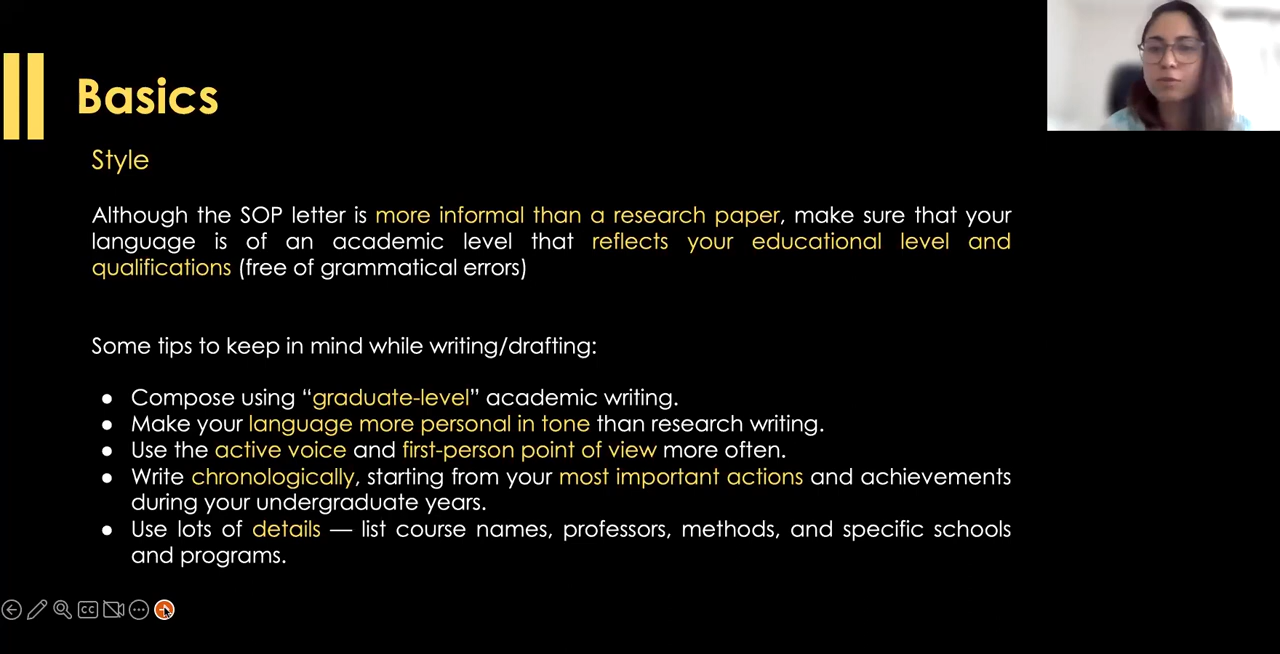 Basics
Style
Although the SOP letter is more informal than a research paper, make sure that your
language is of an academic level that reflects your educational level and
qualifications (free of grammatical errors)
Some tips to keep in mind while writing/drafting:
● Compose using “graduate-level” academic writing.
● Make your language more personal in tone than research writing.
● Use the active voice and first-person point of view more often.
● Write chronologically, starting from your most important actions and achievements
during your undergraduate years.
● Use lots of details — list course names, professors, methods, and specific schools
and programs.
CC